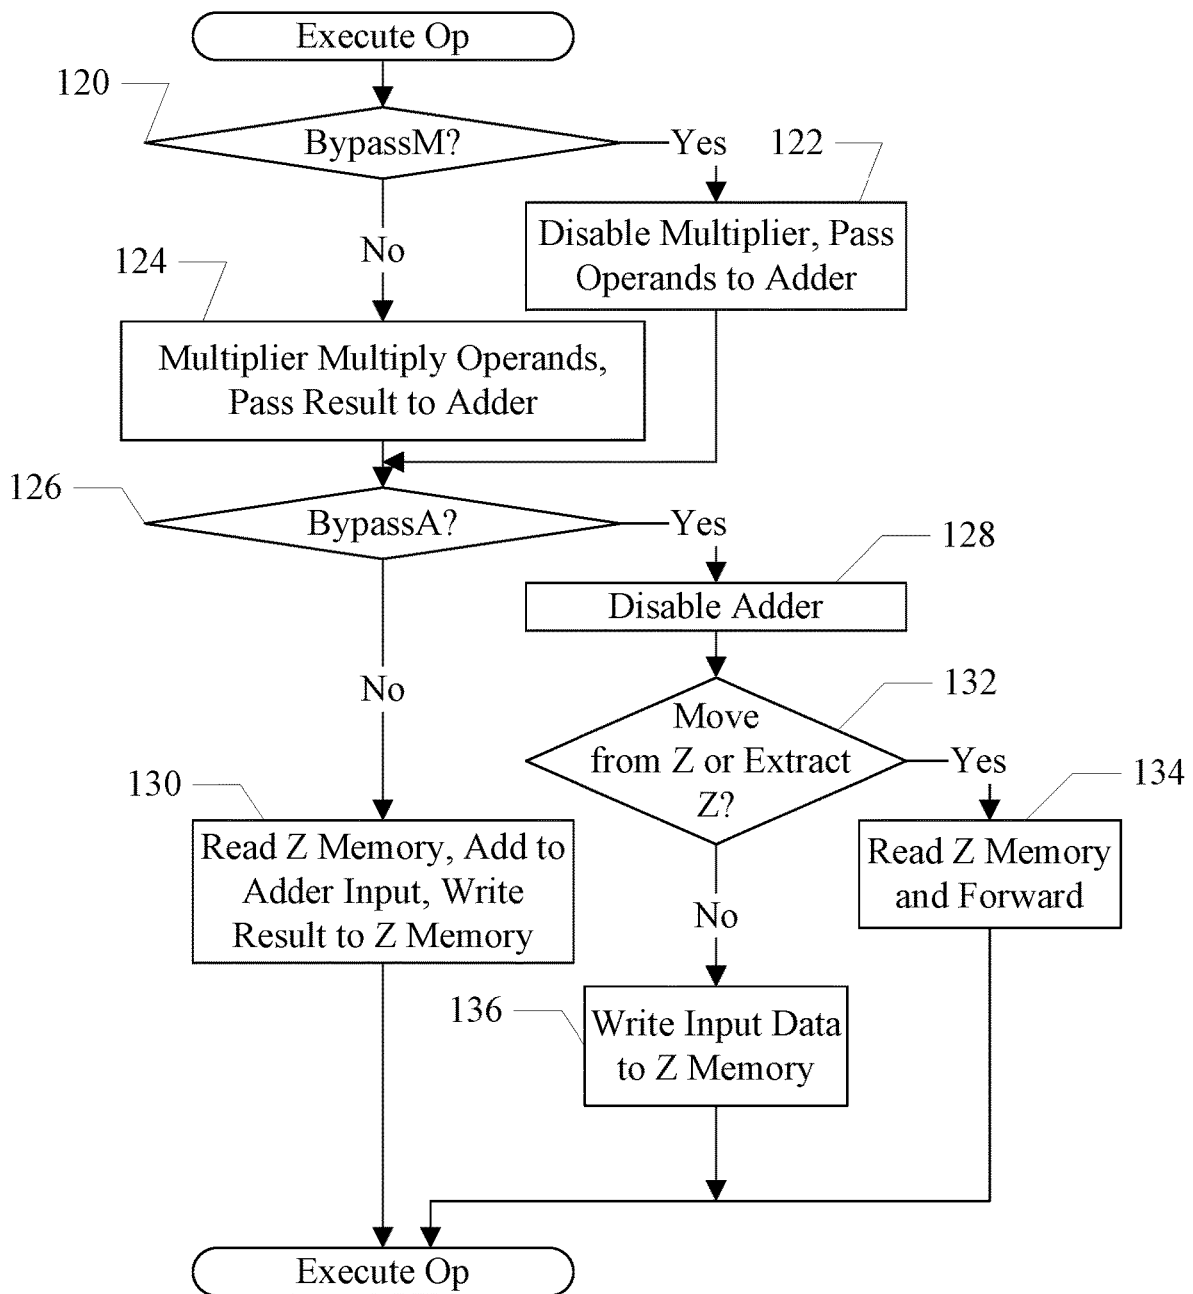 Execute Op
120
BypassM?
Yes
122
Disable Multiplier, Pass
Operands to Adder
No
124
Multiplier Multiply Operands,
Pass Result to Adder
126
BypassA?
Yes
128
Disable Adder
No
132
Move
from Z or Extract
Z?
Yes
134
130
Read Z Memory, Add to
Adder Input, Write
Result to Z Memory
Read Z Memory
and Forward
No
136
Write Input Data
to Z Memory
Execute Op